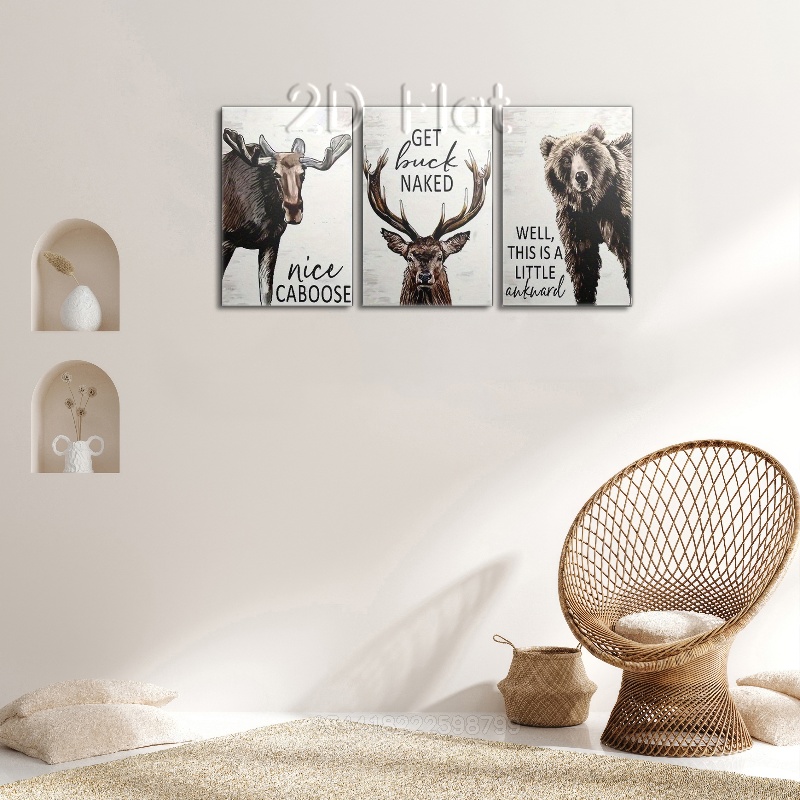 2D Flat
nice
CABOOSE
GET
buck
NAKED
WELL,
THIS IS A
LITTLE
awkward